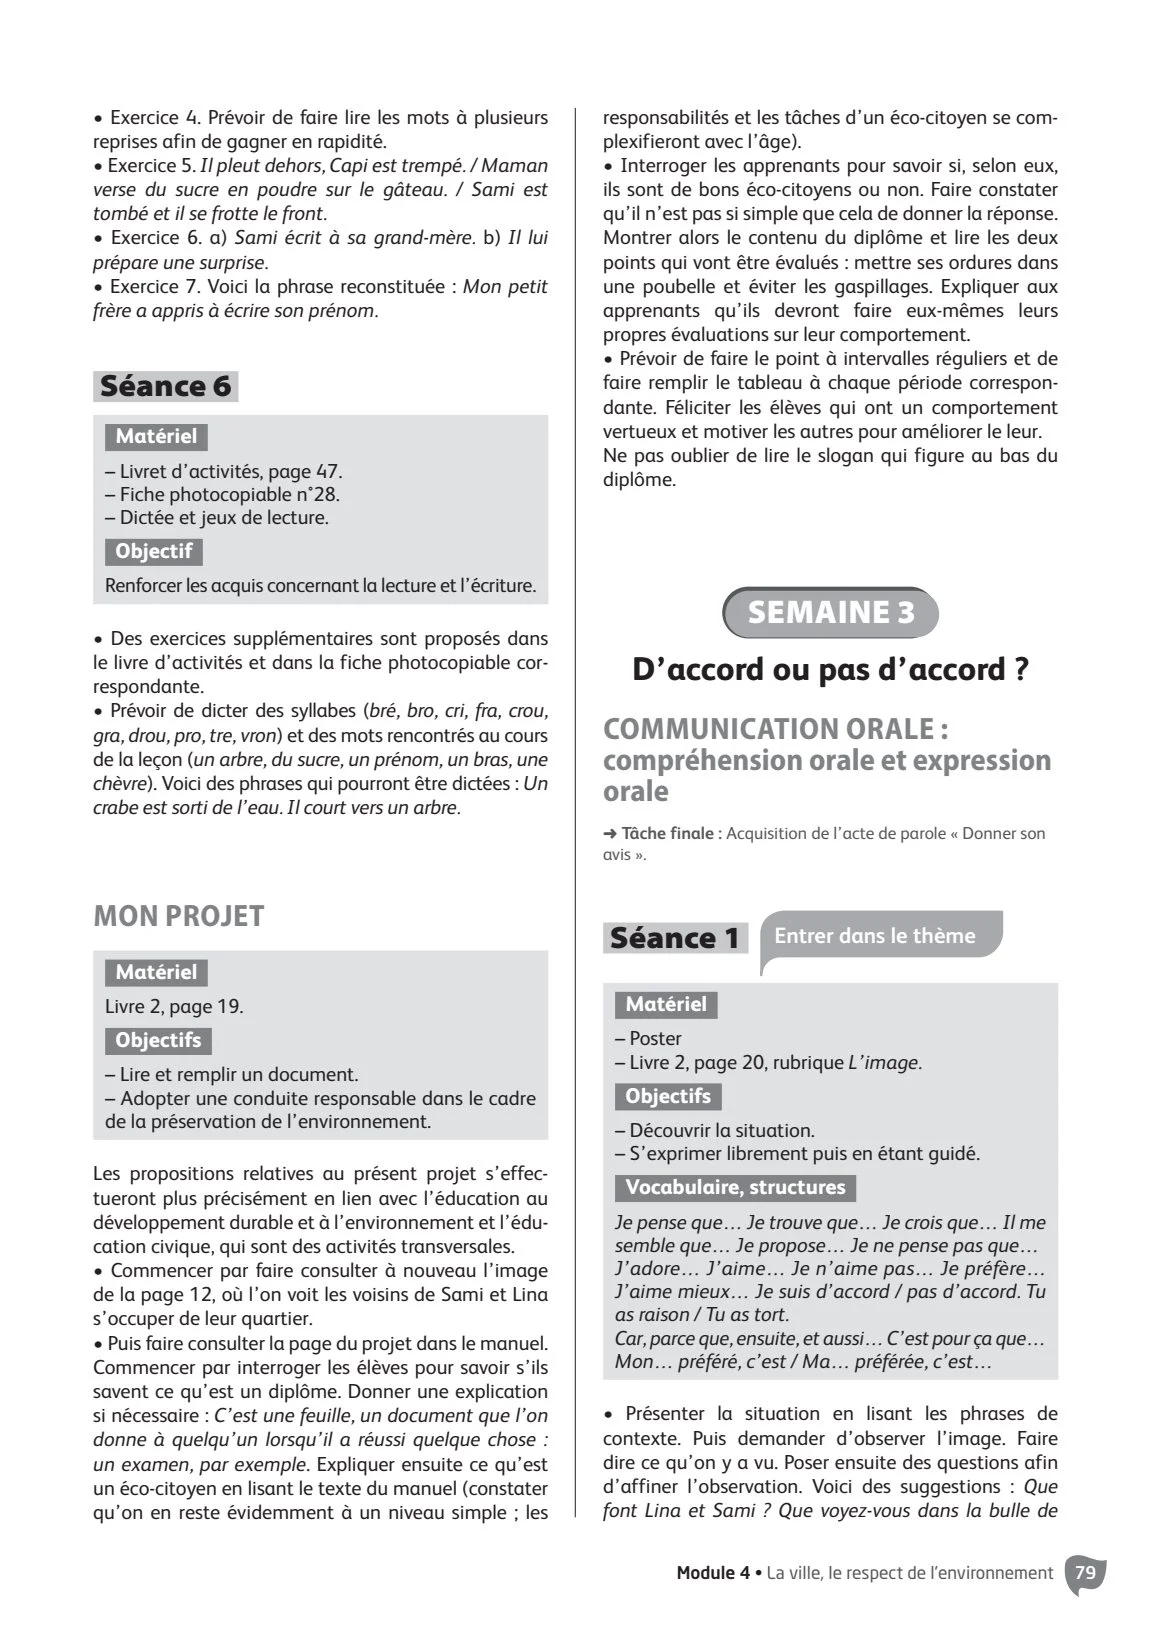 • Exercice 4. Prévoir de faire lire les mots à plusieurs
reprises afin de gagner en rapidité.
• Exercice 5. Il pleut dehors, Capi est trempé. / Maman
verse du sucre en poudre sur le gâteau. / Sami est
tombé et il se frotte le front.
• Exercice 6. a) Sami écrit à sa grand-mère. b) Il lui
prépare une surprise.
• Exercice 7. Voici la phrase reconstituée : Mon petit
frère a appris à écrire son prénom.
Séance 6
Matériel
– Livret d’activités, page 47.
– Fiche photocopiable n°28.
– Dictée et jeux de lecture.
Objectif
Renforcer les acquis concernant la lecture et l’écriture.
• Des exercices supplémentaires sont proposés dans
le livre d’activités et dans la fiche photocopiable cor-
respondante.
• Prévoir de dicter des syllabes (bré, bro, cri, fra, crou,
gra, drou, pro, tre, vron) et des mots rencontrés au cours
de la leçon (un arbre, du sucre, un prénom, un bras, une
chèvre). Voici des phrases qui pourront être dictées : Un
crabe est sorti de l’eau. Il court vers un arbre.
MON PROJET
Matériel
Livre 2, page 19.
Objectifs
– Lire et remplir un document.
– Adopter une conduite responsable dans le cadre
de la préservation de l’environnement.
Les propositions relatives au présent projet s’effec-
tueront plus précisément en lien avec l’éducation au
développement durable et à l’environnement et l’édu-
cation civique, qui sont des activités transversales.
• Commencer par faire consulter à nouveau l’image
de la page 12, où l’on voit les voisins de Sami et Lina
s’occuper de leur quartier.
• Puis faire consulter la page du projet dans le manuel.
Commencer par interroger les élèves pour savoir s’ils
savent ce qu’est un diplôme. Donner une explication
si nécessaire : C’est une feuille, un document que l’on
donne à quelqu’un lorsqu’il a réussi quelque chose :
un examen, par exemple. Expliquer ensuite ce qu’est
un éco-citoyen en lisant le texte du manuel (constater
qu’on en reste évidemment à un niveau simple ; les
responsabilités et les tâches d’un éco-citoyen se com-
plexifieront avec l’âge).
• Interroger les apprenants pour savoir si, selon eux,
ils sont de bons éco-citoyens ou non. Faire constater
qu’il n’est pas si simple que cela de donner la réponse.
Montrer alors le contenu du diplôme et lire les deux
points qui vont être évalués : mettre ses ordures dans
une poubelle et éviter les gaspillages. Expliquer aux
apprenants qu’ils devront faire eux-mêmes leurs
propres évaluations sur leur comportement.
• Prévoir de faire le point à intervalles réguliers et de
faire remplir le tableau à chaque période correspon-
dante. Féliciter les élèves qui ont un comportement
vertueux et motiver les autres pour améliorer le leur.
Ne pas oublier de lire le slogan qui figure au bas du
diplôme.
SEMAINE 3
D’accord ou pas d’accord ?
COMMUNICATION ORALE :
compréhension orale et expression
orale
➜ Tâche finale : Acquisition de l’acte de parole « Donner son
avis ».
Séance 1 Entrer dans le thème
Matériel
– Poster
– Livre 2, page 20, rubrique L’image.
Objectifs
– Découvrir la situation.
– S’exprimer librement puis en étant guidé.
Vocabulaire, structures
Je pense que… Je trouve que… Je crois que… Il me
semble que… Je propose… Je ne pense pas que…
J’adore… J’aime… Je n’aime pas… Je préfère…
J’aime mieux… Je suis d’accord / pas d’accord. Tu
as raison / Tu as tort.
Car, parce que, ensuite, et aussi… C’est pour ça que…
Mon… préféré, c’est / Ma… préférée, c’est…
• Présenter la situation en lisant les phrases de
contexte. Puis demander d’observer l’image. Faire
dire ce qu’on y a vu. Poser ensuite des questions afin
d’affiner l’observation. Voici des suggestions : Que
font Lina et Sami ? Que voyez-vous dans la bulle de
Module 4 • La ville, le respect de l’environnement 79